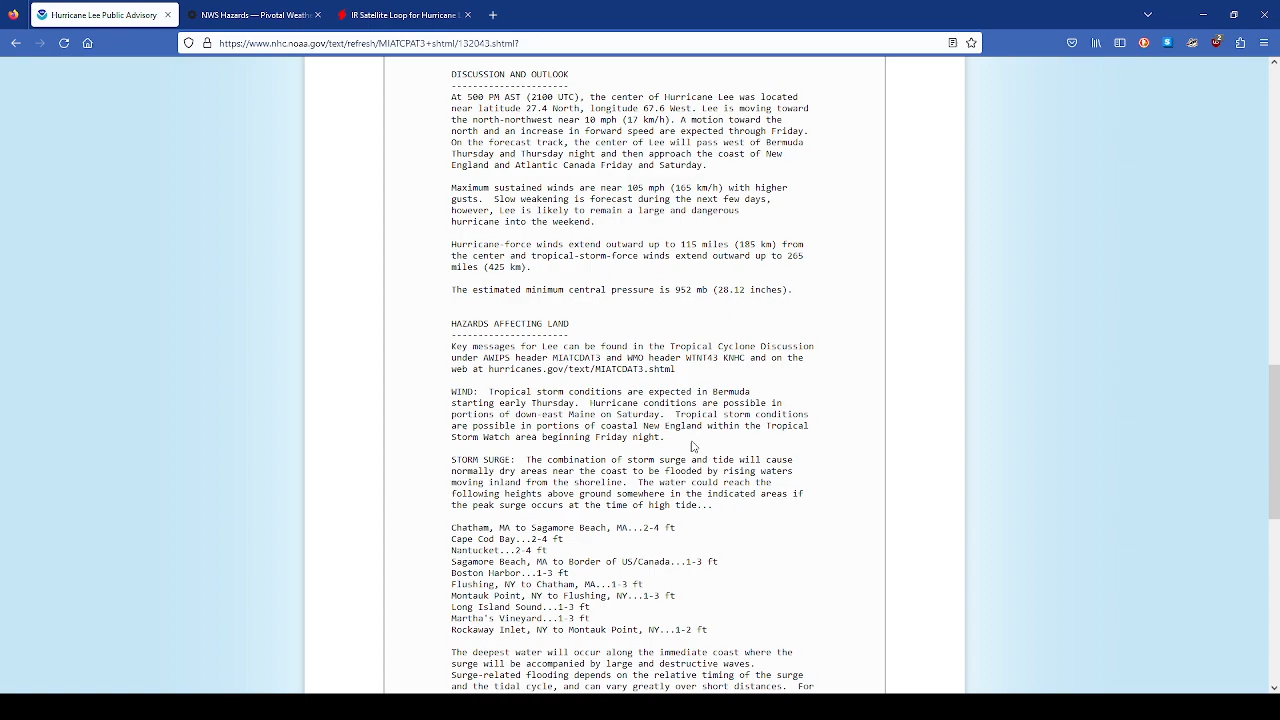 Hurricane Lee Public Advisory
NWS Hazards — Pivotal Weathe
IR Satellite Loop for Hurricane L
https://www.nhc.noaa.gov/text/refresh/MIATCPAT3+shtml/132043.shtml?
2
DISCUSSION AND OUTLOOK
----------------------
At 500 PM AST (2100 UTC), the center of Hurricane Lee was located
near latitude 27.4 North, longitude 67.6 West. Lee is moving toward
the north-northwest near 10 mph (17 km/h). A motion toward the
north and an increase in forward speed are expected through Friday.
On the forecast track, the center of Lee will pass west of Bermuda
Thursday and Thursday night and then approach the coast of New
England and Atlantic Canada Friday and Saturday.
Maximum sustained winds are near 105 mph (165 km/h) with higher
gusts.  Slow weakening is forecast during the next few days,
however, Lee is likely to remain a large and dangerous
hurricane into the weekend.
Hurricane-force winds extend outward up to 115 miles (185 km) from
the center and tropical-storm-force winds extend outward up to 265
miles (425 km).
The estimated minimum central pressure is 952 mb (28.12 inches).
HAZARDS AFFECTING LAND
----------------------
Key messages for Lee can be found in the Tropical Cyclone Discussion
under AWIPS header MIATCDAT3 and WMO header WTNT43 KNHC and on the
web at hurricanes.gov/text/MIATCDAT3.shtml
WIND:  Tropical storm conditions are expected in Bermuda
starting early Thursday.  Hurricane conditions are possible in
portions of down-east Maine on Saturday.  Tropical storm conditions
are possible in portions of coastal New England within the Tropical
Storm Watch area beginning Friday night.
STORM SURGE:  The combination of storm surge and tide will cause
normally dry areas near the coast to be flooded by rising waters
moving inland from the shoreline.  The water could reach the
following heights above ground somewhere in the indicated areas if
the peak surge occurs at the time of high tide...
Chatham, MA to Sagamore Beach, MA...2-4 ft
Cape Cod Bay...2-4 ft
Nantucket...2-4 ft
Sagamore Beach, MA to Border of US/Canada...1-3 ft
Boston Harbor...1-3 ft
Flushing, NY to Chatham, MA...1-3 ft
Montauk Point, NY to Flushing, NY...1-3 ft
Long Island Sound...1-3 ft
Martha's Vineyard...1-3 ft
Rockaway Inlet, NY to Montauk Point, NY...1-2 ft
The deepest water will occur along the immediate coast where the
surge will be accompanied by large and destructive waves.
Surge-related flooding depends on the relative timing of the surge
and the tidal cycle, and can vary greatly over short distances.  For